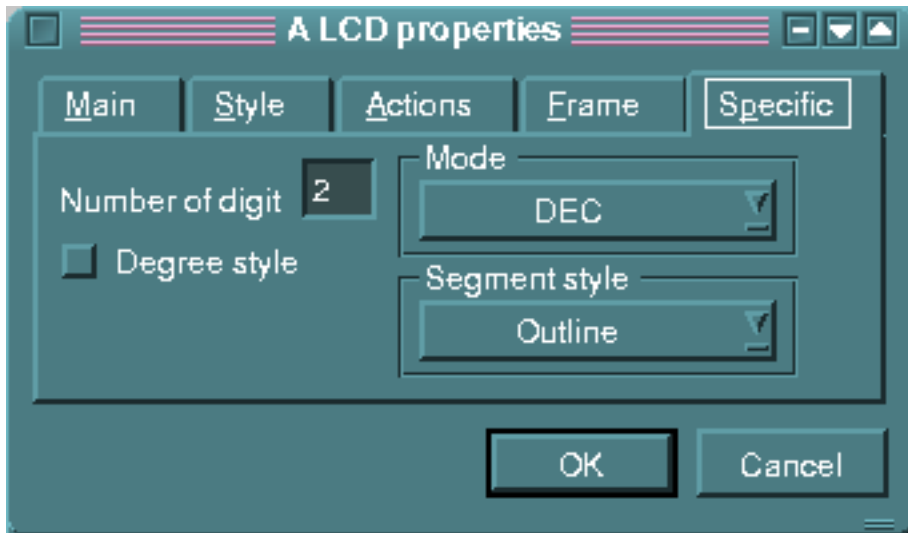 A LCD properties
Main Style Actions Frame Specific
Number of digit 2
Degree style
Mode
DEC
Segment style
Outline
OK Cancel